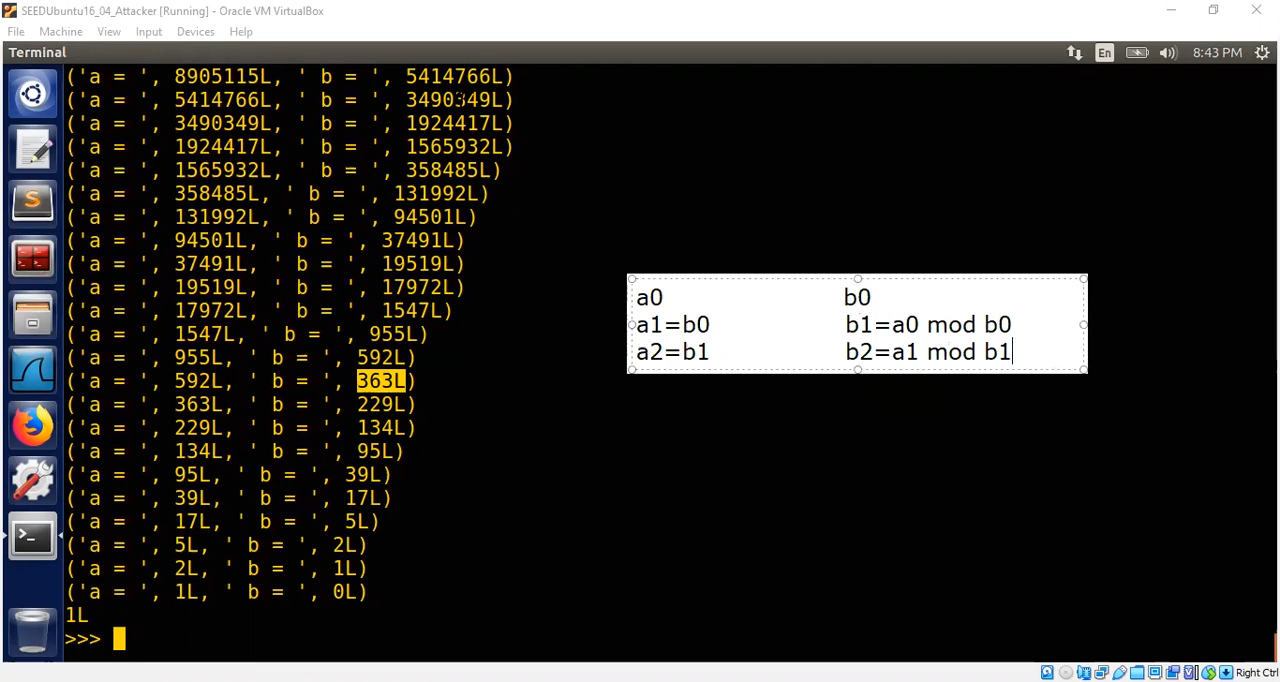 SEEDUbuntu16_04_Attacker [Running] - Oracle VM VirtualBox
File Machine View Input Devices Help
Terminal En 8:43 PM
('a = ', 8905115L, ' b = ', 5414766L)
('a = ', 5414766L, ' b = ', 3490349L)
('a = ', 3490349L, ' b = ', 1924417L)
('a = ', 1924417L, ' b = ', 1565932L)
('a = ', 1565932L, ' b = ', 358485L)
('a = ', 358485L, ' b = ', 131992L)
('a = ', 131992L, ' b = ', 94501L)
('a = ', 94501L, ' b = ', 37491L)
('a = ', 37491L, ' b = ', 19519L)
('a = ', 19519L, ' b = ', 17972L)
('a = ', 17972L, ' b = ', 1547L)
('a = ', 1547L, ' b = ', 955L)
('a = ', 955L, ' b = ', 592L)
('a = ', 592L, ' b = ', 363L)
('a = ', 363L, ' b = ', 229L)
('a = ', 229L, ' b = ', 134L)
('a = ', 134L, ' b = ', 95L)
('a = ', 95L, ' b = ', 39L)
('a = ', 39L, ' b = ', 17L)
('a = ', 17L, ' b = ', 5L)
('a = ', 5L, ' b = ', 2L)
('a = ', 2L, ' b = ', 1L)
('a = ', 1L, ' b = ', 0L)
1L
>>>
a0 b0
a1=b0 b1=a0 mod b0
a2=b1 b2=a1 mod b1
Right Ctrl